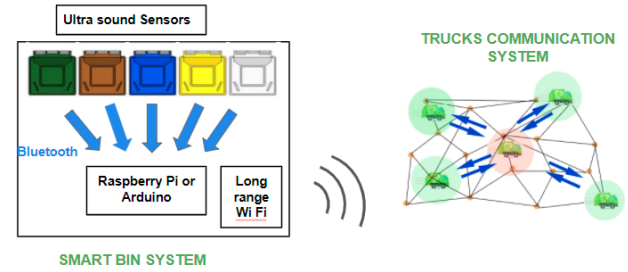 Ultra sound Sensors
TRUCKS COMMUNICATION
SYSTEM
Bluetooth
Raspberry Pi or
Arduino
Long
range
Wi Fi
SMART BIN SYSTEM